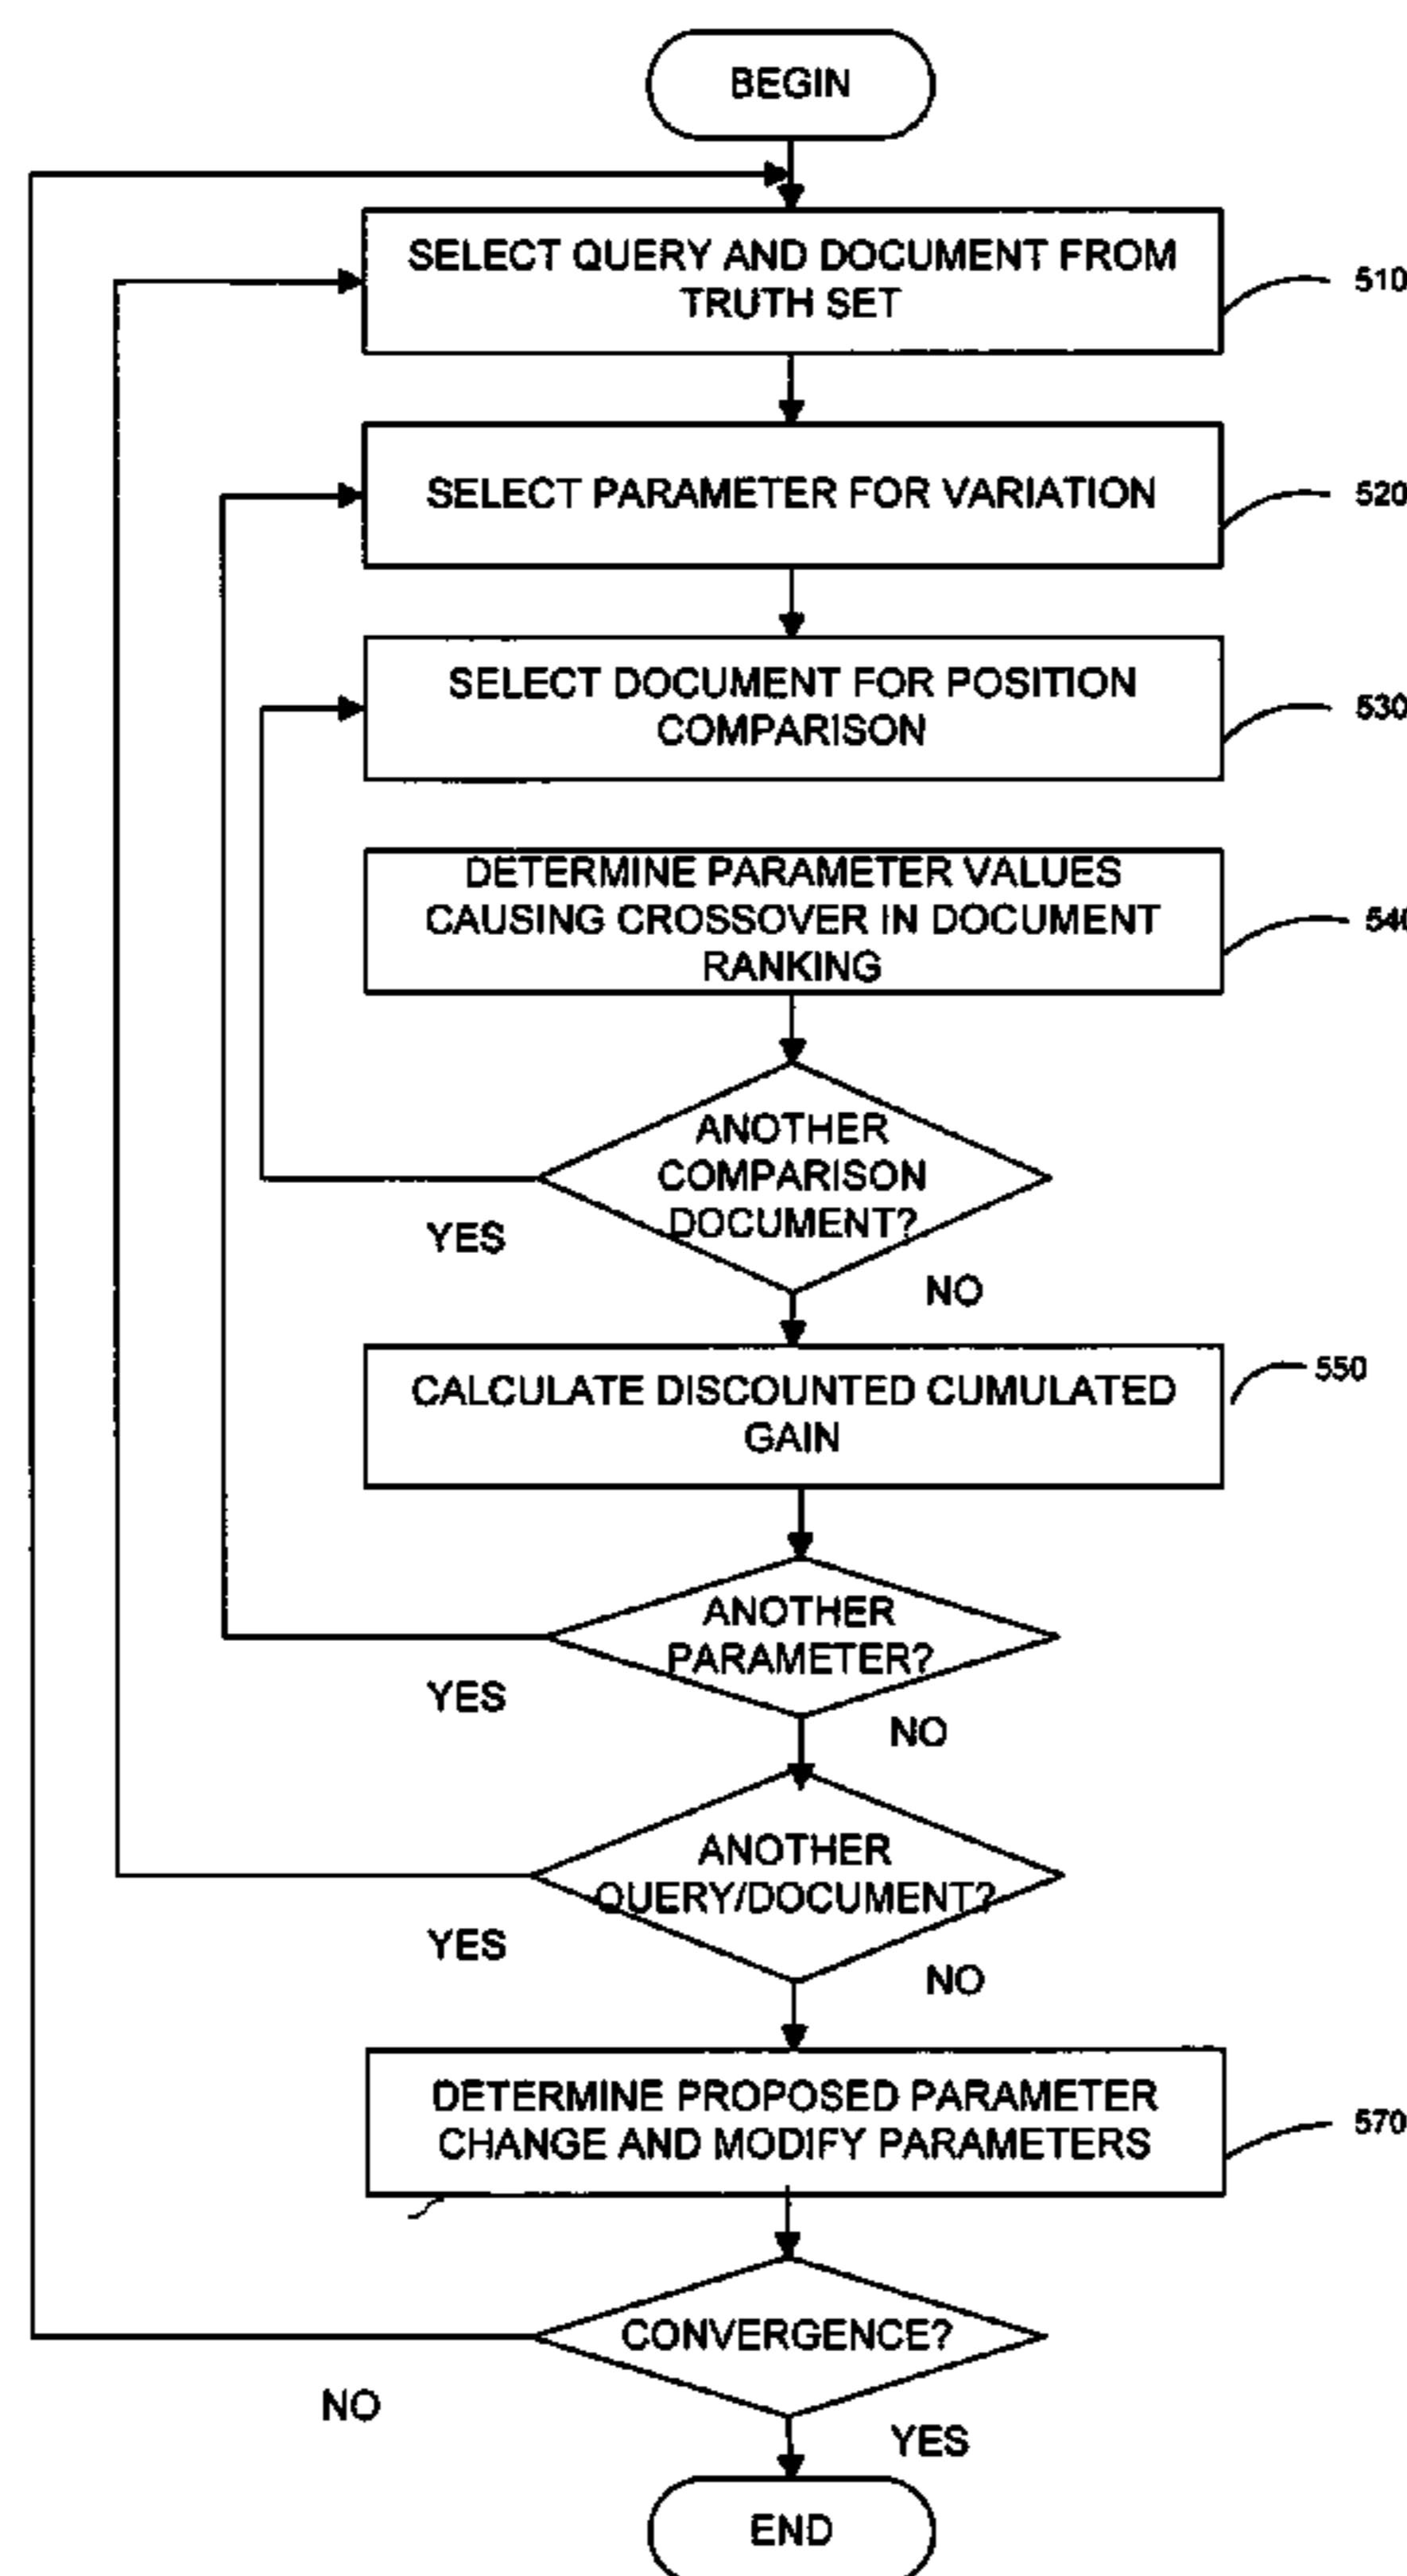 BEGIN
SELECT QUERY AND DOCUMENT FROM
TRUTH SET
510
SELECT PARAMETER FOR VARIATION
520
SELECT DOCUMENT FOR POSITION
COMPARISON
530
DETERMINE PARAMETER VALUES
CAUSING CROSSOVER IN DOCUMENT
RANKING
540
ANOTHER
COMPARISON
DOCUMENT?
YES
NO
CALCULATE DISCOUNTED CUMULATED
GAIN
550
ANOTHER
PARAMETER?
YES
NO
ANOTHER
QUERY/DOCUMENT?
YES
NO
DETERMINE PROPOSED PARAMETER
CHANGE AND MODIFY PARAMETERS
570
CONVERGENCE?
NO
YES
END